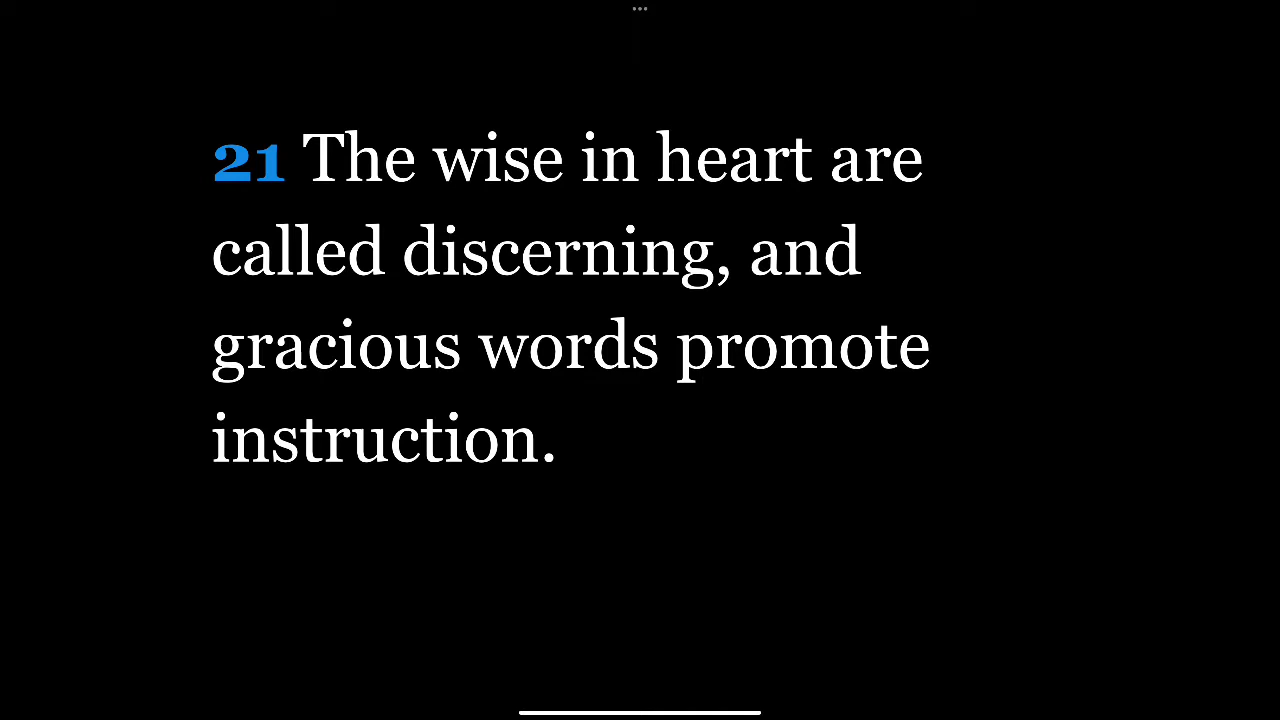 21 The wise in heart are
called discerning, and
gracious words promote
instruction.